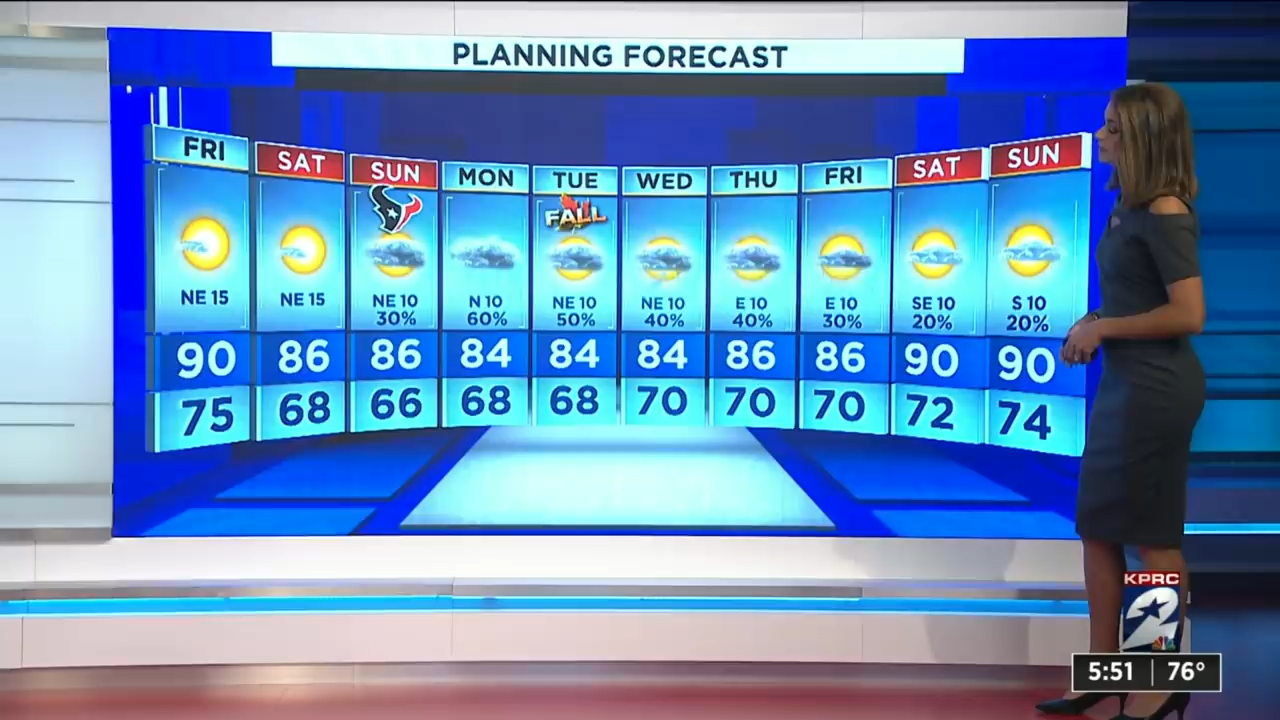 PLANNING FORECAST
FRI
SAT
SUN
MON
TUE
WED
THU
FRI
SAT
SUN
FALL
NE 15
NE 15
NE 10
30%
N 10
60%
NE 10
50%
NE 10
40%
E 10
40%
E 10
30%
SE 10
20%
S 10
20%
90 86 86 84 84 84 86 86 90 90
75 68 66 68 68 70 70 70 72 74
KPRC
2
5:51 76°